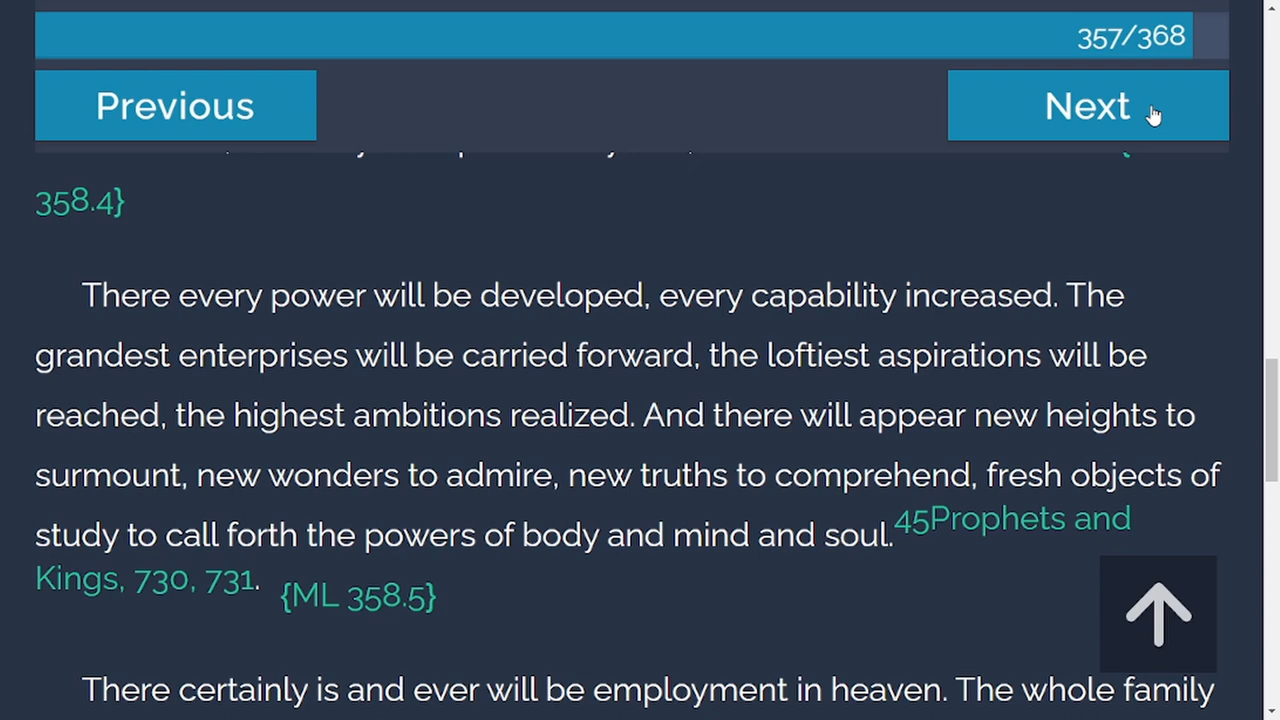 357/368
Previous
Next
358.4}
There every power will be developed, every capability increased. The
grandest enterprises will be carried forward, the loftiest aspirations will be
reached, the highest ambitions realized. And there will appear new heights to
surmount, new wonders to admire, new truths to comprehend, fresh objects of
study to call forth the powers of body and mind and soul.45Prophets and
Kings, 730, 731. {ML 358.5}
There certainly is and ever will be employment in heaven. The whole family